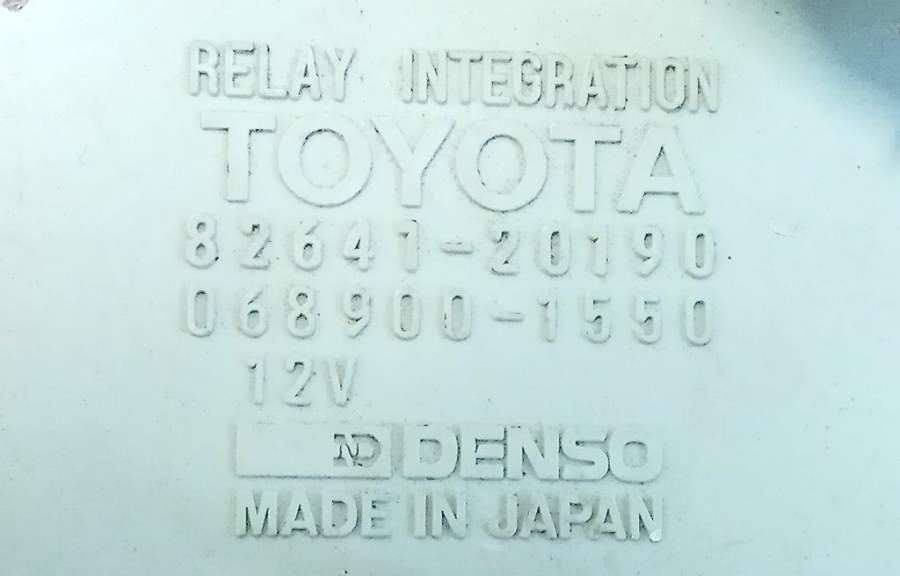 RELAY INTEGRATION
TOYOTA
82641-20190
068900-1550
12V
ND DENSO
MADE IN JAPAN